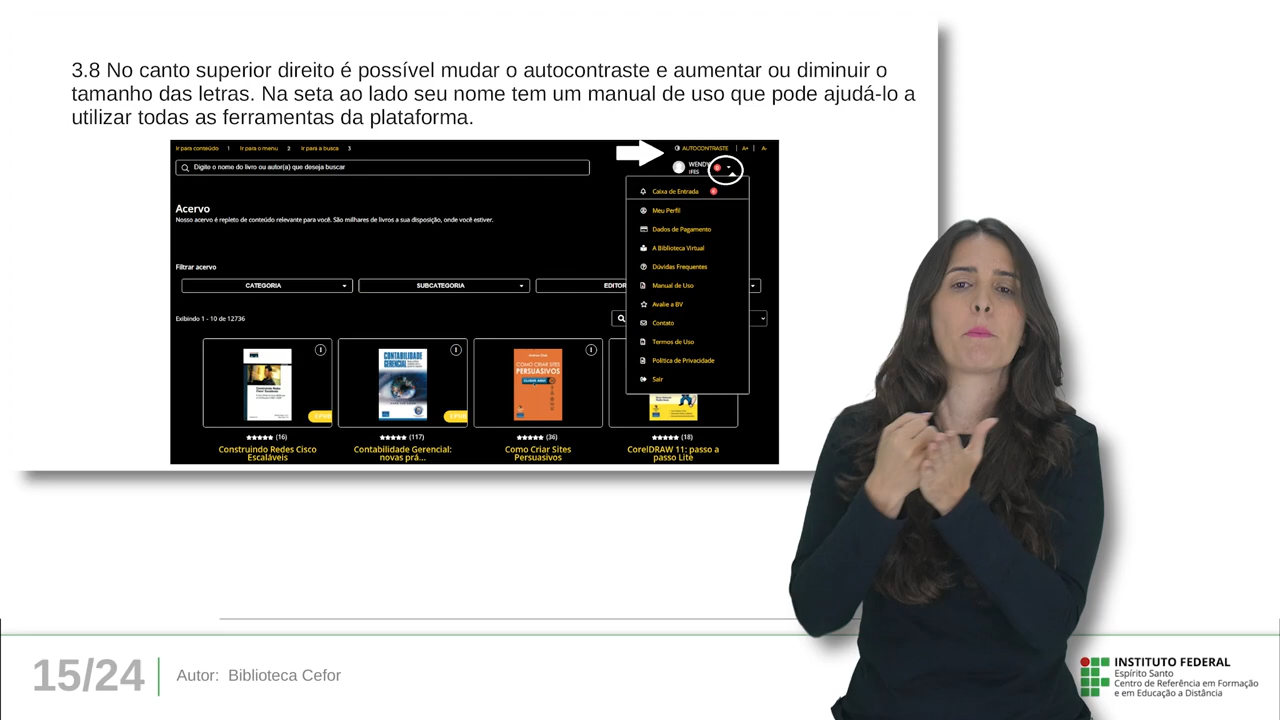 3.8 No canto superior direito é possível mudar o autocontraste e aumentar ou diminuir o
tamanho das letras. Na seta ao lado seu nome tem um manual de uso que pode ajudá-lo a
utilizar todas as ferramentas da plataforma.
Ir para conteúdo 1 Ir para o menu 2 Ir para a busca 3
AUTOCONTRASTE | A+ | A-
Digite o nome do livro ou autor(a) que deseja buscar
WENDY
IFES
Caixa de Entrada
Meu Perfil
Dados de Pagamento
A Biblioteca Virtual
Dúvidas Frequentes
Manual de Uso
Avalie a BV
Contato
Termos de Uso
Política de Privacidade
Sair
Acervo
Nosso acervo é repleto de conteúdo relevante para você. São milhares de livros a sua disposição, onde você estiver.
Filtrar acervo
CATEGORIA SUBCATEGORIA EDITOR
Exibindo 1 - 10 de 12736
CONTABILIDADE
GERENCIAL
COMO CRIAR SITES
PERSUASIVOS
(16) (117) (36) (18)
Construindo Redes Cisco
Escaláveis
Contabilidade Gerencial:
novas prá...
Como Criar Sites
Persuasivos
CorelDRAW 11: passo a
passo Lite
15/24
Autor: Biblioteca Cefor
INSTITUTO FEDERAL
Espírito Santo
Centro de Referência em Formação
e em Educação a Distância